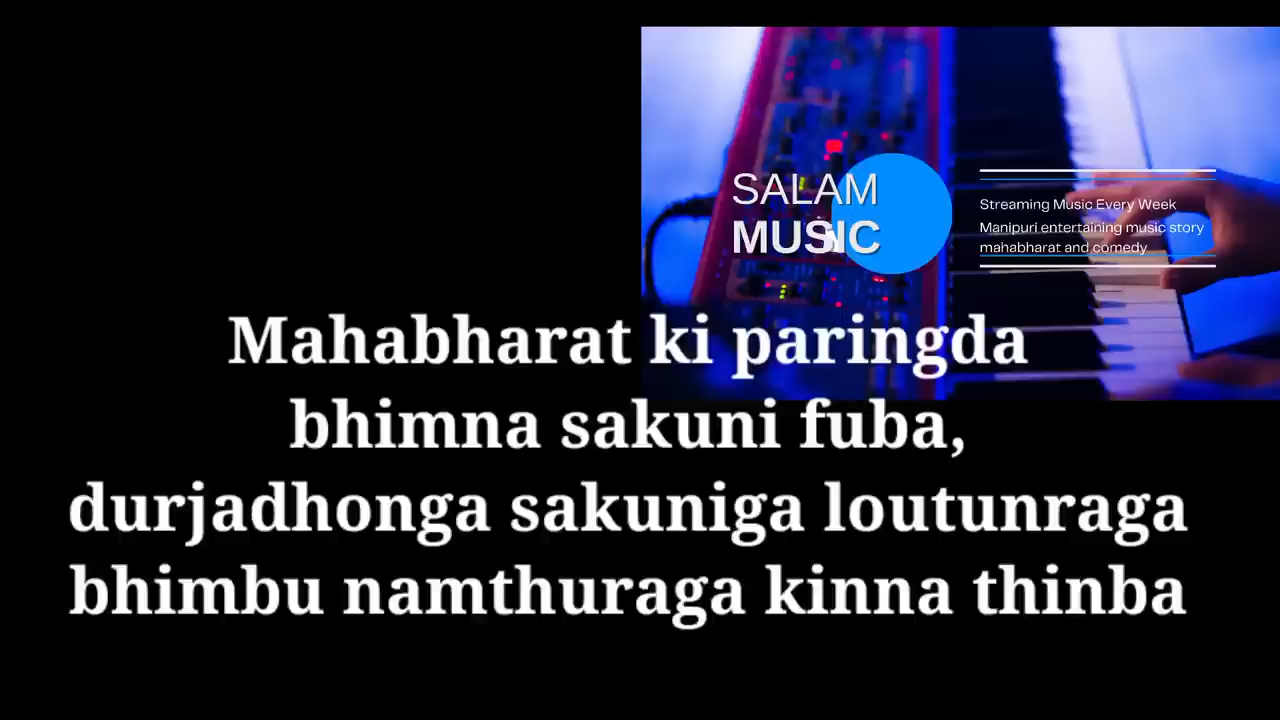 SALAM
MUSIC
Streaming Music Every Week
Manipuri entertaining music story
mahabharat and comedy
Mahabharat ki paringda
bhimna sakuni fuba,
durjadhonga sakuniga loutunraga
bhimbu namthuraga kinna thinba